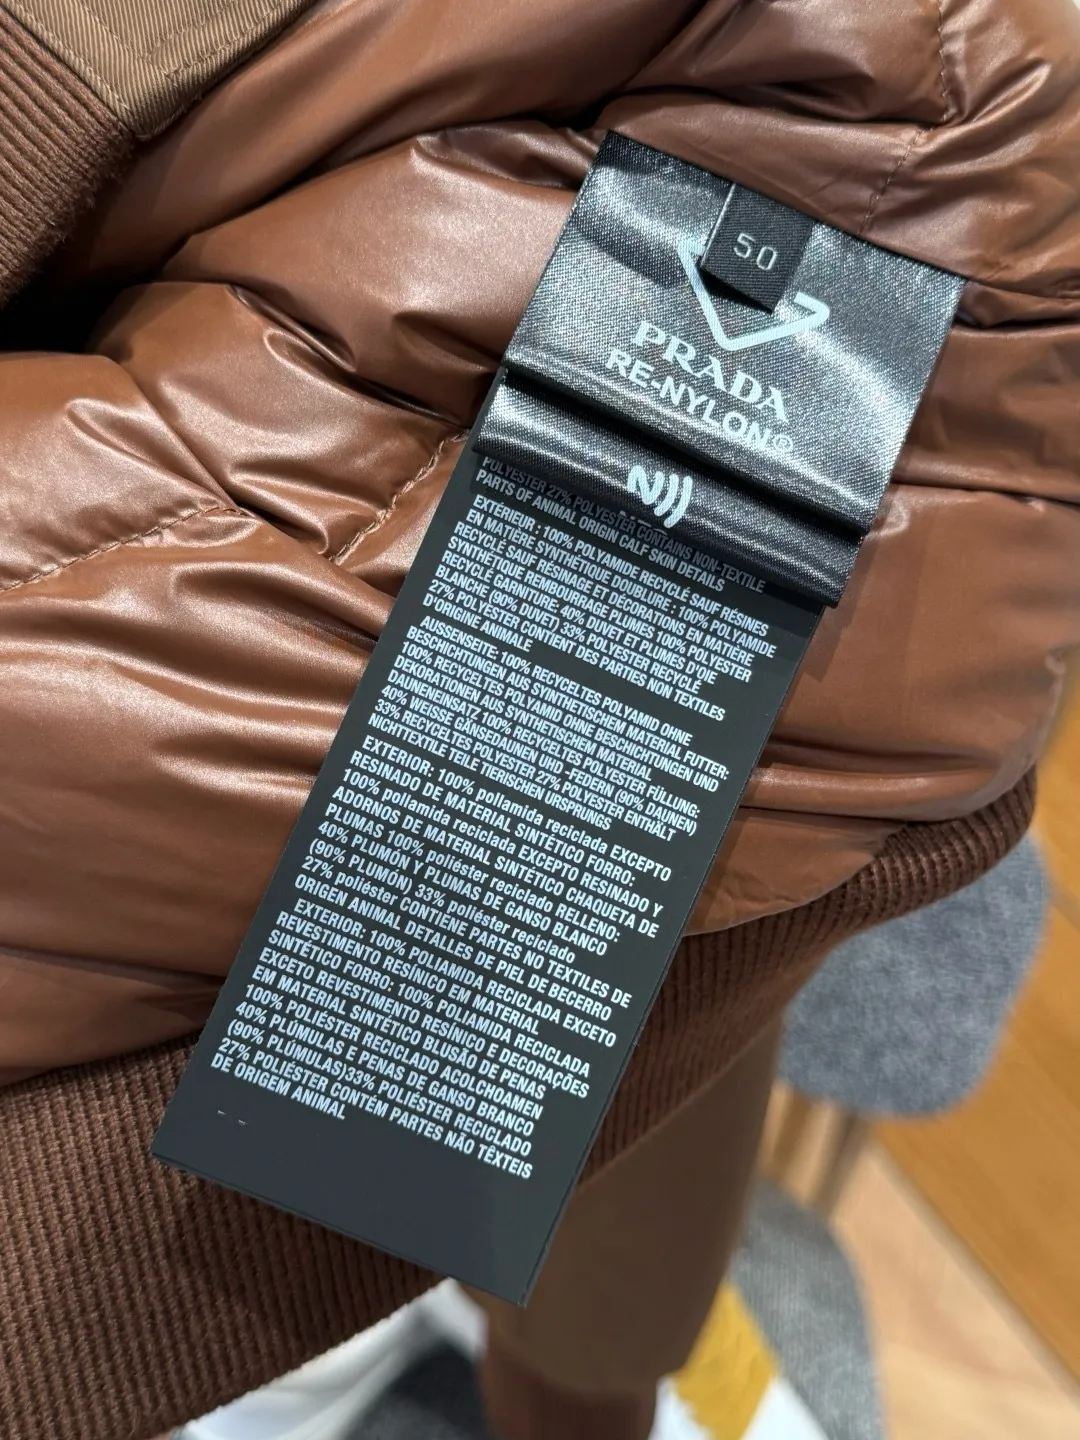 50
PRADA
RE-NYLON®
N
POLYESTER 27% POLYESTER CONTAINS NON-TEXTILE
PARTS OF ANIMAL ORIGIN CALF SKIN DETAILS
EXTÉRIEUR : 100% POLYAMIDE RECYCLÉ SAUF RÉSINES
EN MATIÈRE SYNTHÉTIQUE DOUBLURE : 100% POLYAMIDE
RECYCLÉ SAUF RÉSINAGE ET DÉCORATIONS EN MATIÈRE
SYNTHÉTIQUE REMBOURRAGE PLUMES 100% POLYESTER
RECYCLÉ GARNITURE: 40% DUVET ET PLUMES D'OIE
BLANCHE (90% DUVET) 33% POLYESTER RECYCLÉ
27% POLYESTER CONTIENT DES PARTIES NON TEXTILES
D'ORIGINE ANIMALE
AUSSENSEITE: 100% RECYCELTES POLYAMID OHNE
BESCHICHTUNGEN AUS SYNTHETISCHEM MATERIAL FUTTER:
100% RECYCELTES POLYAMID OHNE BESCHICHTUNGEN UND
DEKORATIONEN AUS SYNTHETISCHEM MATERIAL
DAUNENEINSATZ 100% RECYCELTES POLYESTER FÜLLUNG:
40% WEISSE GÄNSEDAUNEN UND -FEDERN (90% DAUNEN)
33% RECYCELTES POLYESTER 27% POLYESTER ENTHÄLT
NICHTTEXTILE TEILE TIERISCHEN URSPRUNGS
EXTERIOR: 100% poliamida reciclada EXCEPTO
RESINADO DE MATERIAL SINTÉTICO FORRO:
100% poliamida reciclada EXCEPTO RESINADO Y
ADORNOS DE MATERIAL SINTÉTICO CHAQUETA DE
PLUMAS 100% poliéster reciclado RELLENO:
40% PLUMÓN Y PLUMAS DE GANSO BLANCO
(90% PLUMÓN) 33% poliéster reciclado
27% poliéster CONTIENE PARTES NO TEXTILES DE
ORIGEN ANIMAL DETALLES DE PIEL DE BECERRO
EXTERIOR: 100% POLIAMIDA RECICLADA EXCETO
REVESTIMENTO RESÍNICO EM MATERIAL
SINTÉTICO FORRO: 100% POLIAMIDA RECICLADA
EXCETO REVESTIMENTO RESÍNICO E DECORAÇÕES
EM MATERIAL SINTÉTICO BLUSÃO DE PENAS
100% POLIÉSTER RECICLADO ACOLCHOAMEN
40% PLÚMULAS E PENAS DE GANSO BRANCO
(90% PLÚMULAS)33% POLIÉSTER RECICLADO
27% POLIÉSTER CONTÉM PARTES NÃO TÊXTEIS
DE ORIGEM ANIMAL